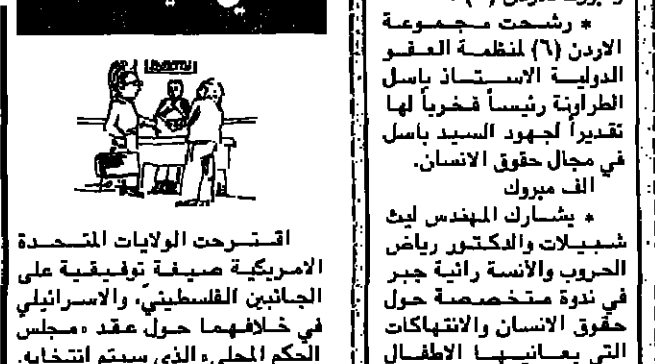 * رشحت مجموعة
الاردن (٦) لمنظمة العفو
الدولية الاستاذ باسل
الطراونة رئيساً فخرياً لها
تقديراً لجهود السيد باسل
في مجال حقوق الانسان.
الف مبروك
* يشارك المهندس ليث
شبيلات والدكتور رياض
الحروب والآنسة رانية جبر
في ندوة متخصصة حول
حقوق الانسان والانتهاكات
التي يعانيها الاطفال
اقترحت الولايات المتحدة
الامريكية صيغة توفيقية على
الجانبين الفلسطيني، والاسرائيلي
في خلافهما حول عقد «مجلس
الحكم المحلي» الذي سيتم انتخابه.